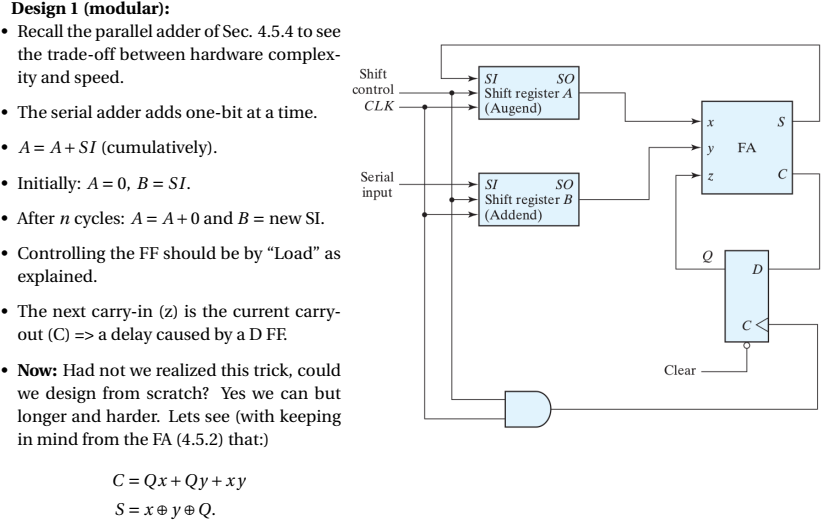 Design 1 (modular):
• Recall the parallel adder of Sec. 4.5.4 to see
the trade-off between hardware complex-
ity and speed.
• The serial adder adds one-bit at a time.
• A = A + SI (cumulatively).
• Initially: A = 0, B = SI.
• After n cycles: A = A + 0 and B = new SI.
• Controlling the FF should be by “Load” as
explained.
• The next carry-in (z) is the current carry-
out (C) => a delay caused by a D FF.
• Now: Had not we realized this trick, could
we design from scratch? Yes we can but
longer and harder. Lets see (with keeping
in mind from the FA (4.5.2) that:)
C = Qx + Qy + xy
S = x ⊕ y ⊕ Q.
Shift
control
CLK
SI SO
Shift register A
(Augend)
Serial
input
SI SO
Shift register B
(Addend)
x S
y FA
z C
Q
D
C
Clear